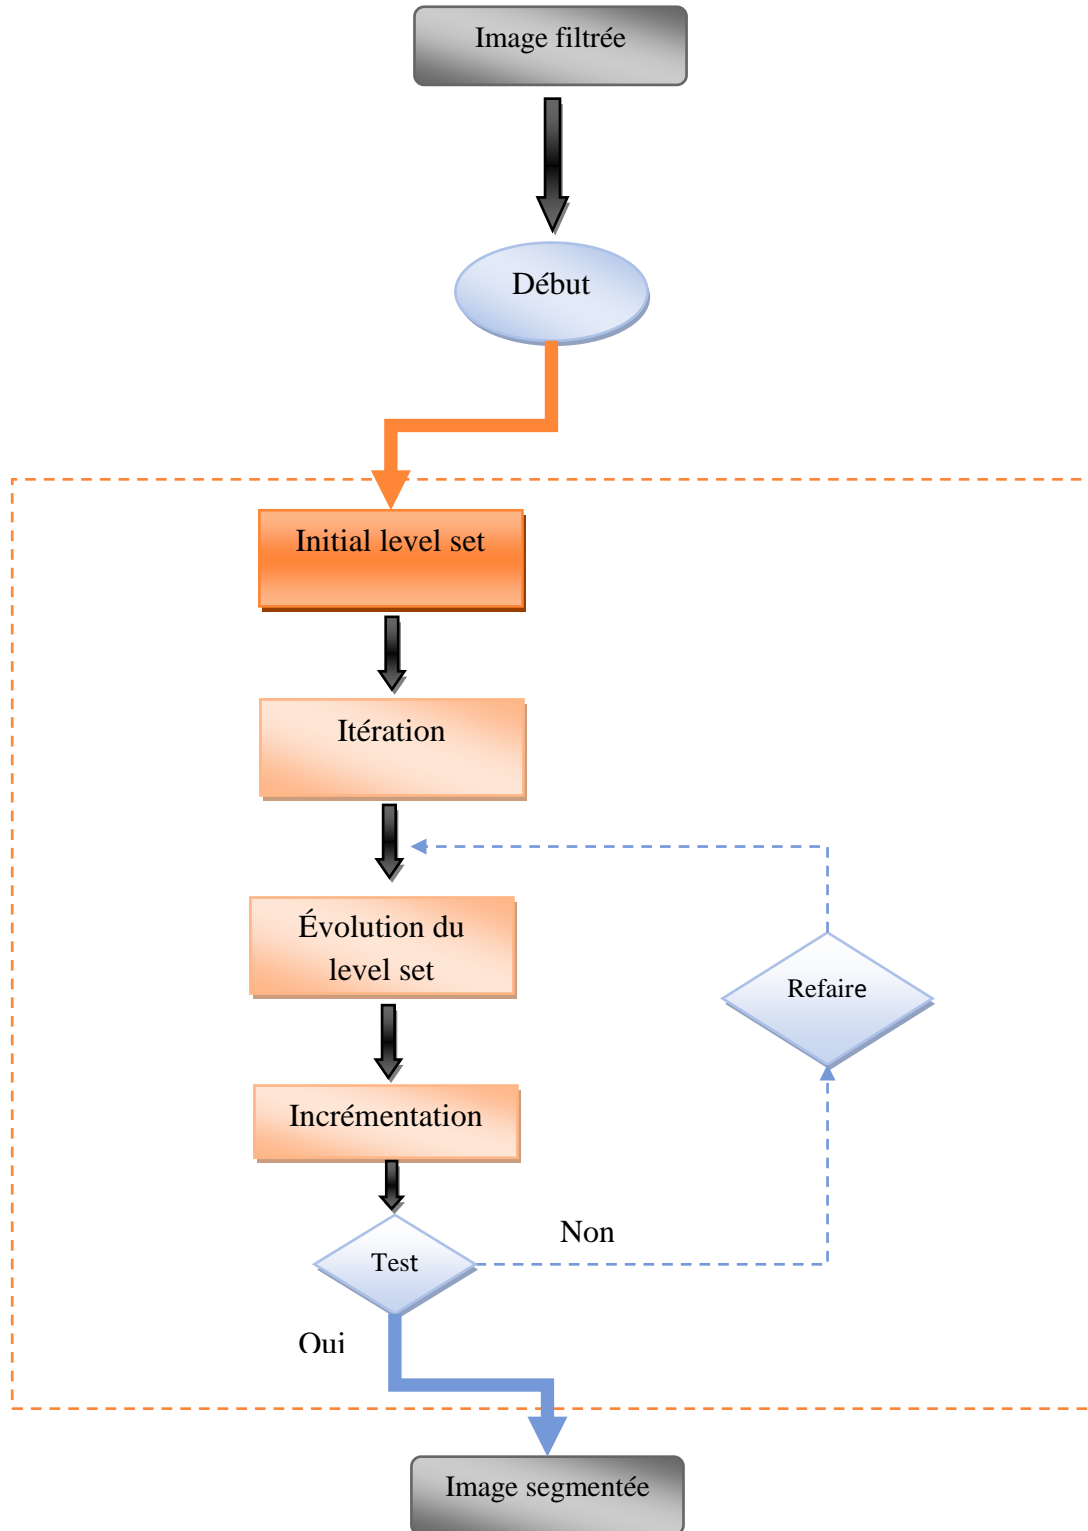 Image filtrée
Début
Initial level set
Itération
Évolution du
level set
Refaire
Incrémentation
Non
Test
Oui
Image segmentée